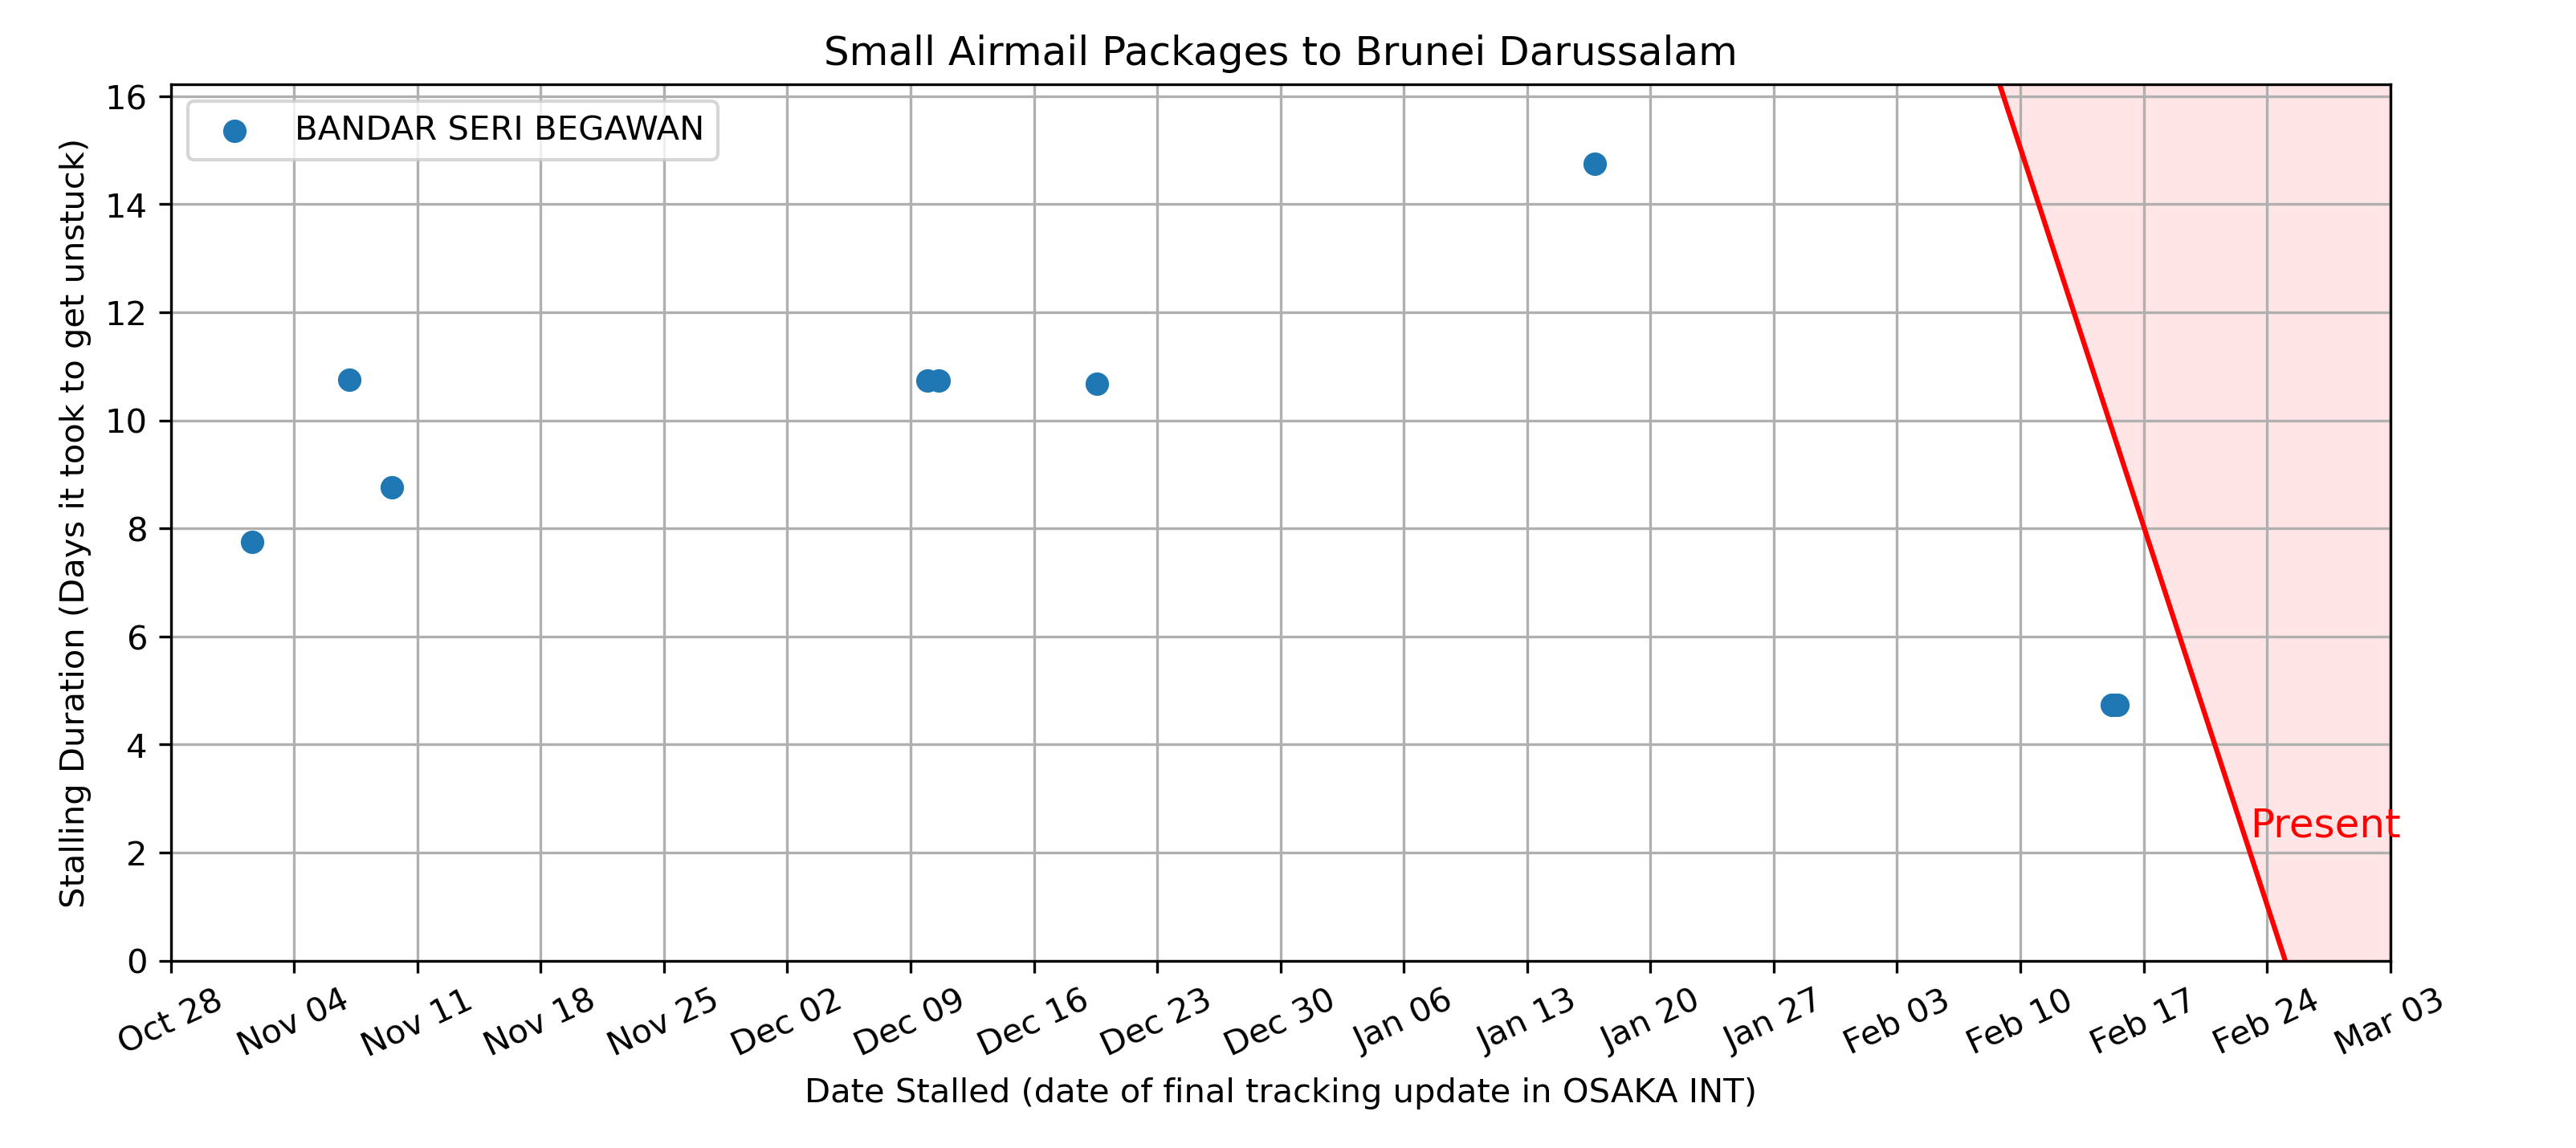 Small Airmail Packages to Brunei Darussalam
BANDAR SERI BEGAWAN
Stalling Duration (Days it took to get unstuck)
16
14
12
10
8
6
4
2
0
Present
Oct 28
Nov 04
Nov 11
Nov 18
Nov 25
Dec 02
Dec 09
Dec 16
Dec 23
Dec 30
Jan 06
Jan 13
Jan 20
Jan 27
Feb 03
Feb 10
Feb 17
Feb 24
Mar 03
Date Stalled (date of final tracking update in OSAKA INT)